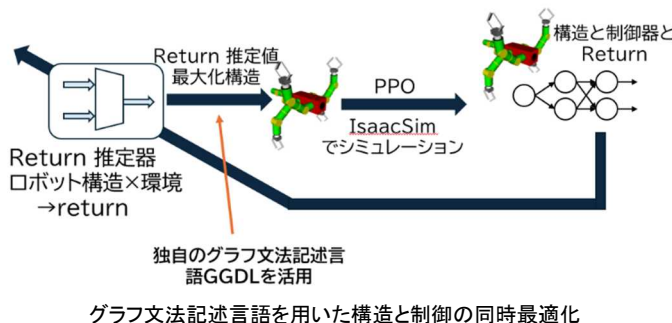 Return 推定値
最大化構造
PPO
IsaacSim
でシミュレーション
構造と制御器と
Return
Return 推定器
ロボット構造×環境
→return
独自のグラフ文法記述言
語GGDLを活用
グラフ文法記述言語を用いた構造と制御の同時最適化